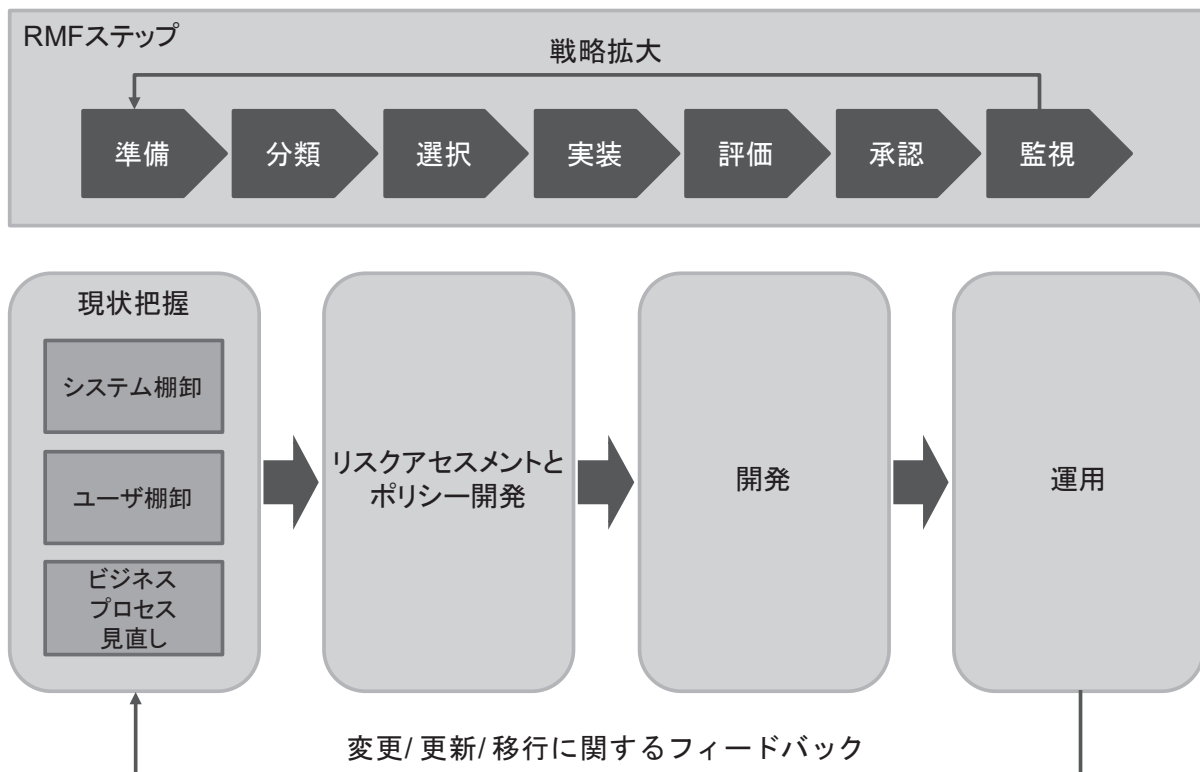 RMFステップ
戦略拡大
準備
分類
選択
実装
評価
承認
監視
現状把握
システム棚卸
ユーザ棚卸
ビジネス
プロセス
見直し
リスクアセスメントと
ポリシー開発
開発
運用
変更/ 更新/ 移行に関するフィードバック